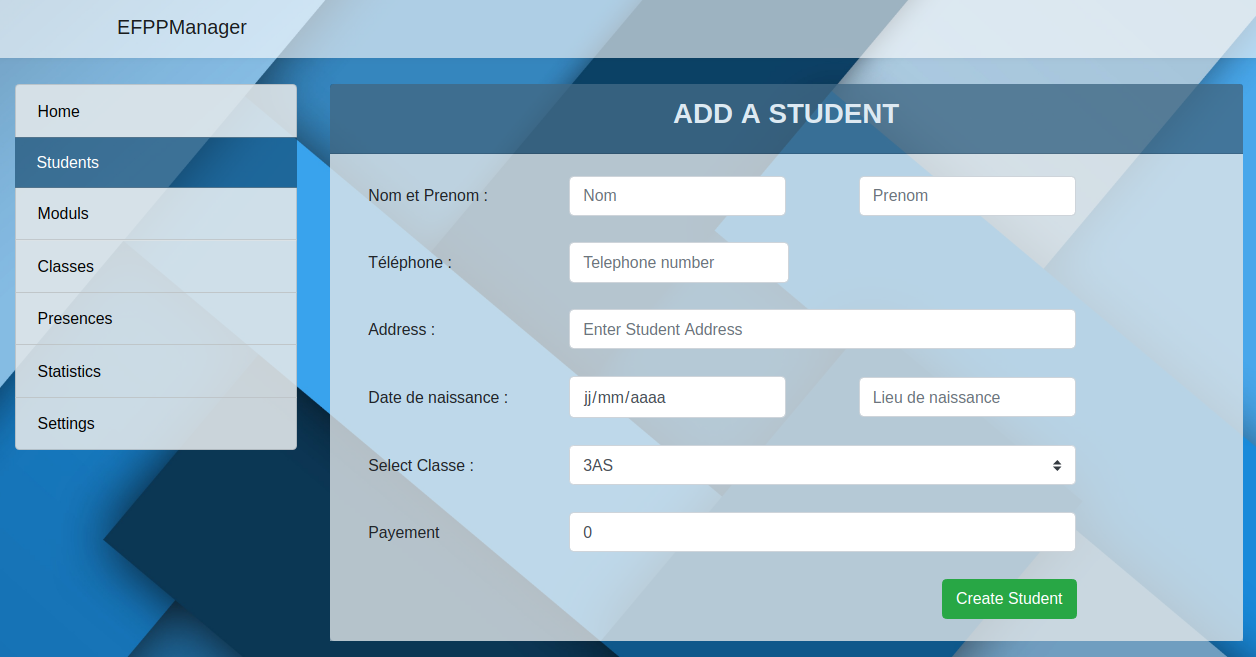 EFPPManager
Home
Students
Moduls
Classes
Presences
Statistics
Settings
ADD A STUDENT
Nom et Prenom : Nom Prenom
Téléphone : Telephone number
Address : Enter Student Address
Date de naissance : jj/mm/aaaa Lieu de naissance
Select Classe : 3AS
Payement 0
Create Student